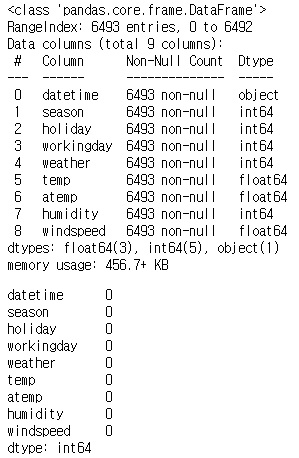 <class 'pandas.core.frame.DataFrame'>
RangeIndex: 6493 entries, 0 to 6492
Data columns (total 9 columns):
 #   Column      Non-Null Count  Dtype
---  ------      --------------  -----
 0   datetime    6493 non-null   object
 1   season      6493 non-null   int64
 2   holiday     6493 non-null   int64
 3   workingday  6493 non-null   int64
 4   weather     6493 non-null   int64
 5   temp        6493 non-null   float64
 6   atemp       6493 non-null   float64
 7   humidity    6493 non-null   int64
 8   windspeed   6493 non-null   float64
dtypes: float64(3), int64(5), object(1)
memory usage: 456.7+ KB
datetime      0
season        0
holiday       0
workingday    0
weather       0
temp          0
atemp         0
humidity      0
windspeed     0
dtype: int64